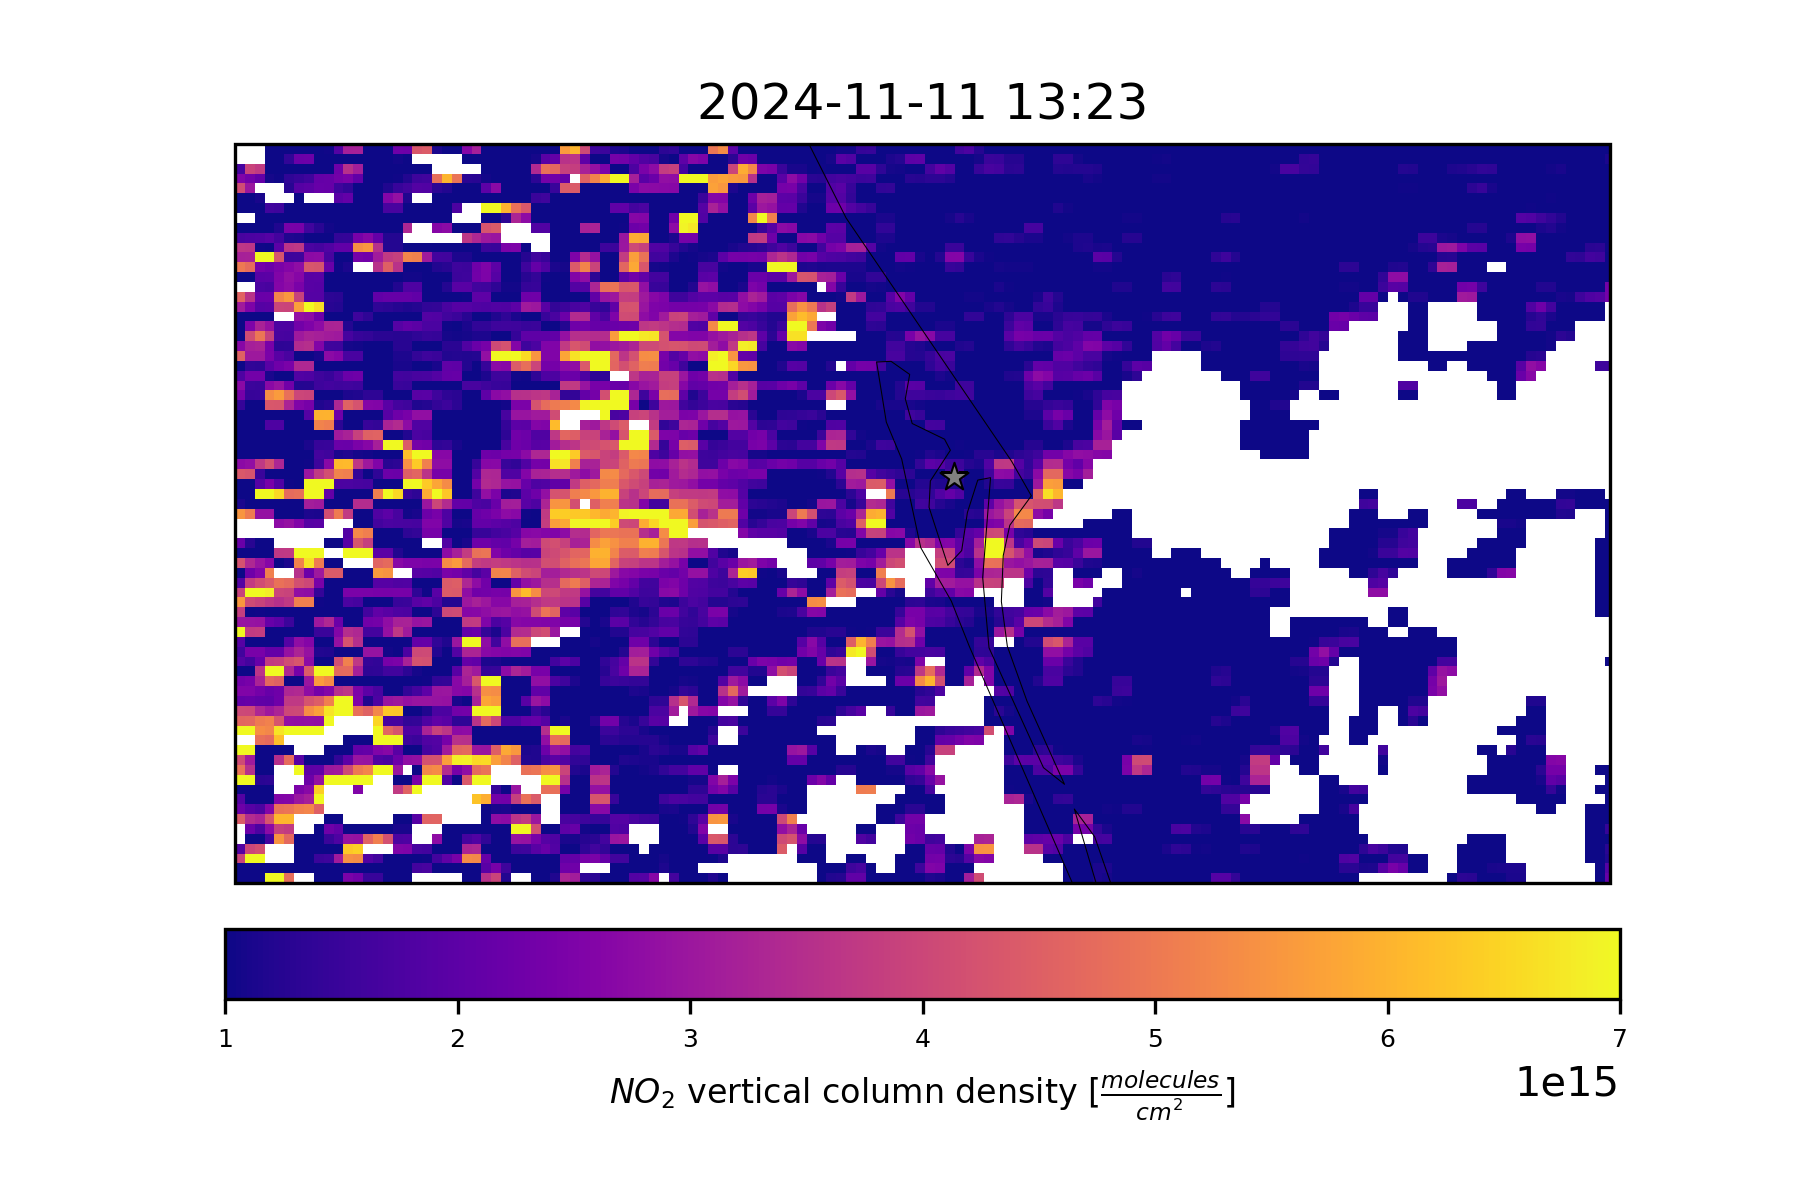 2024-11-11 13:23
1 2 3 4 5 6 7
1e15
NO₂ vertical column density [molecules/cm²]